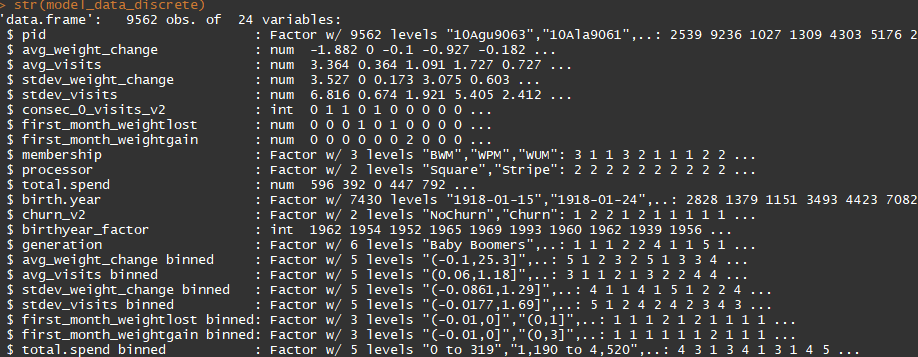 > str(model_data_discrete)
'data.frame':   9562 obs. of  24 variables:
 $ pid                            : Factor w/ 9562 levels "10Agu9063","10Ala9061",..: 2539 9236 1027 1309 4303 5176 2
 $ avg_weight_change              : num  -1.882 0 -0.1 -0.927 -0.182 ...
 $ avg_visits                     : num  3.364 0.364 1.091 1.727 0.727 ...
 $ stdev_weight_change            : num  3.527 0 0.173 3.075 0.603 ...
 $ stdev_visits                   : num  6.816 0.674 1.921 5.405 2.412 ...
 $ consec_0_visits_v2             : int  0 1 1 0 1 0 0 0 0 0 ...
 $ first_month_weightlost         : num  0 0 0 1 0 1 0 0 0 0 ...
 $ first_month_weightgain         : num  0 0 0 0 0 0 2 0 0 0 ...
 $ membership                     : Factor w/ 3 levels "BWM","WPM","WUM": 3 1 1 3 2 1 1 1 2 2 ...
 $ processor                      : Factor w/ 2 levels "Square","Stripe": 2 2 2 2 2 2 2 2 2 2 ...
 $ total.spend                    : num  596 392 0 447 792 ...
 $ birth.year                     : Factor w/ 7430 levels "1918-01-15","1918-01-24",..: 2828 1379 1151 3493 4423 7082
 $ churn_v2                       : Factor w/ 2 levels "NoChurn","Churn": 1 2 2 1 2 1 1 1 1 1 ...
 $ birthyear_factor               : int  1962 1954 1952 1965 1969 1993 1960 1962 1939 1956 ...
 $ generation                     : Factor w/ 6 levels "Baby Boomers",..: 1 1 1 2 2 4 1 1 5 1 ...
 $ avg_weight_change binned       : Factor w/ 5 levels "(-0.1,25.3]",..: 5 1 2 3 2 5 1 3 3 4 ...
 $ avg_visits binned              : Factor w/ 5 levels "(0.06,1.18]",..: 3 1 1 2 1 3 2 2 4 4 ...
 $ stdev_weight_change binned     : Factor w/ 5 levels "(-0.0861,1.29]",..: 4 1 1 4 1 5 1 2 2 4 ...
 $ stdev_visits binned            : Factor w/ 5 levels "(-0.0177,1.69]",..: 5 1 2 4 2 4 2 3 4 3 ...
 $ first_month_weightlost binned: Factor w/ 3 levels "(-0.01,0]","(0,1]",..: 1 1 1 2 1 2 1 1 1 1 ...
 $ first_month_weightgain binned: Factor w/ 3 levels "(-0.01,0]","(0,3]",..: 1 1 1 1 1 1 2 1 1 1 ...
 $ total.spend binned             : Factor w/ 5 levels "0 to 319","1,190 to 4,520",..: 4 3 1 3 4 1 3 1 4 5 ...